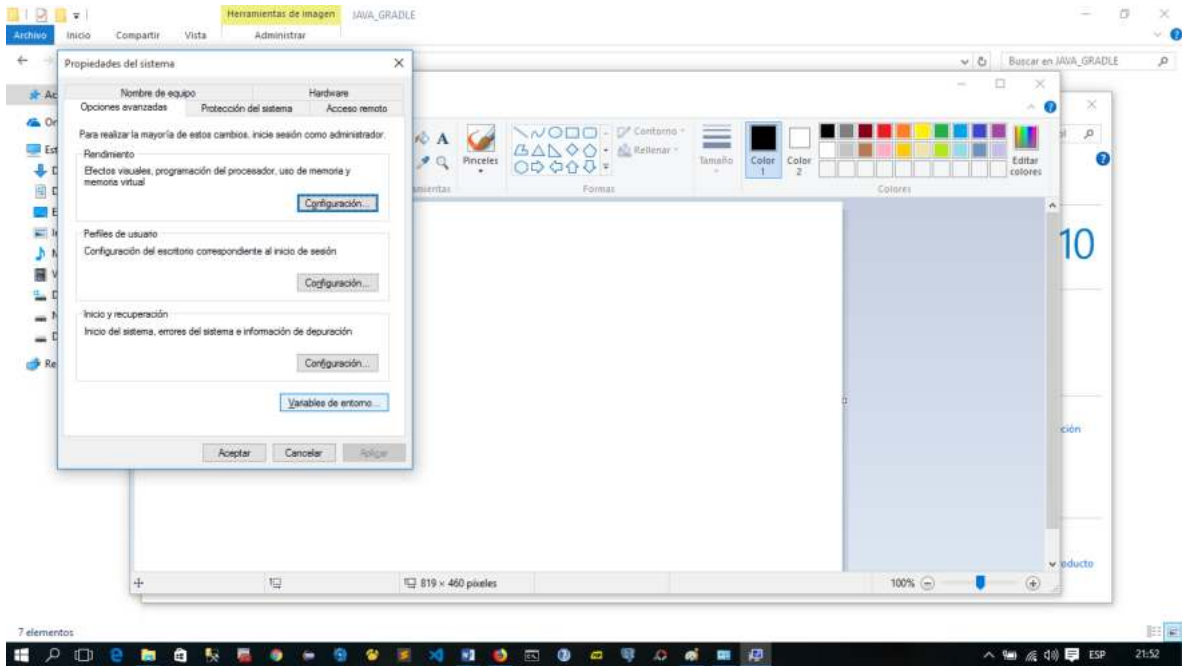 Herramientas de imagen
JAVA_GRADLE
Archivo
Inicio
Compartir
Vista
Administrar
Buscar en JAVA_GRADLE
Propiedades del sistema
Nombre de equipo
Hardware
Opciones avanzadas
Protección del sistema
Acceso remoto
Para realizar la mayoría de estos cambios, inicie sesión como administrador.
Rendimiento
Efectos visuales, programación del procesador, uso de memoria y
memoria virtual
Configuración...
Perfiles de usuario
Configuración del escritorio correspondiente al inicio de sesión
Configuración...
Inicio y recuperación
Inicio del sistema, errores del sistema e información de depuración
Configuración...
Variables de entorno...
Aceptar
Cancelar
Aplicar
A
Pinceles
Contorno
Rellenar
Formas
Tamaño
Color
1
Color
2
Editar
colores
Colores
10
819 × 460 píxeles
100%
7 elementos
ESP
21:52